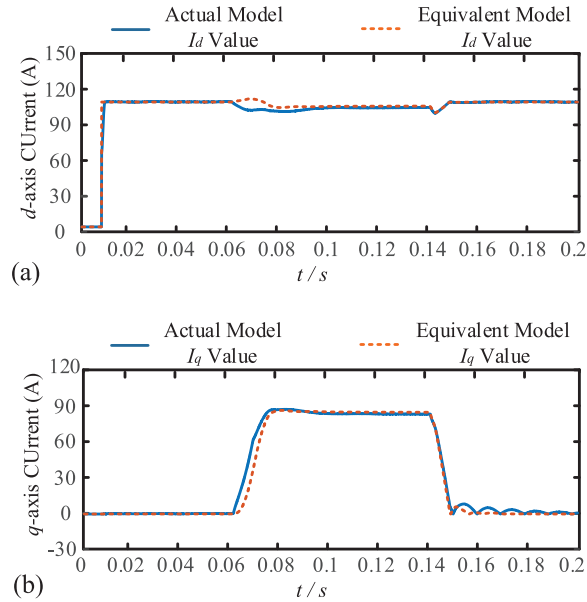 Actual Model Equivalent Model
Id Value Id Value
150
120
90
60
30
0
d-axis CUrrent (A)
0 0.02 0.04 0.06 0.08 0.10 0.12 0.14 0.16 0.18 0.2
(a) t / s
Actual Model Equivalent Model
Iq Value Iq Value
120
90
60
30
0
-30
q-axis CUrrent (A)
0 0.02 0.04 0.06 0.08 0.10 0.12 0.14 0.16 0.18 0.2
(b) t / s